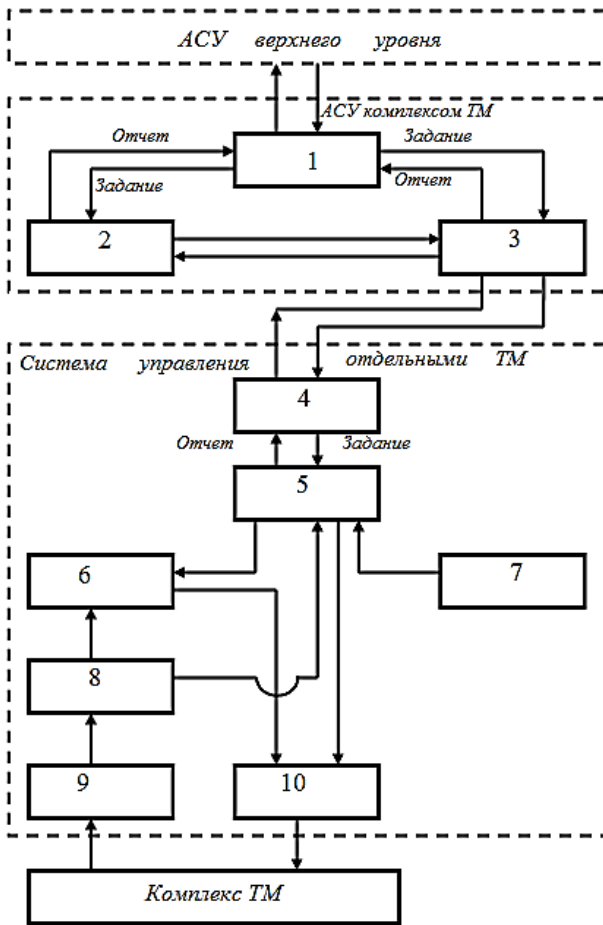 АСУ верхнего уровня
АСУ комплексом ТМ
Отчет
Задание
1
Задание
Отчет
2
3
Система управления отдельными ТМ
4
Отчет
Задание
5
6
7
8
9
10
Комплекс ТМ